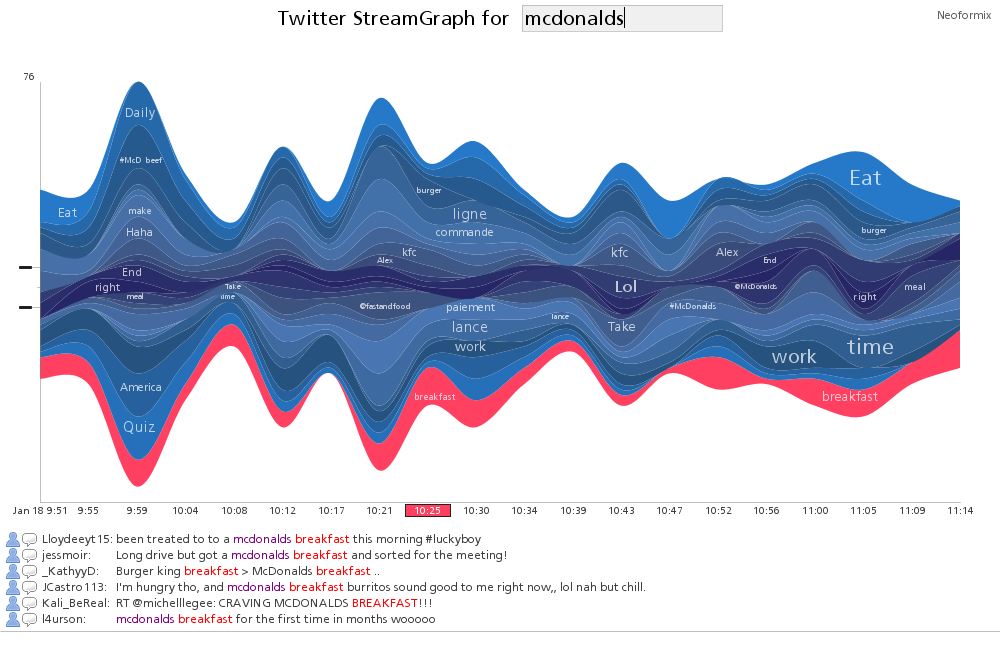 Twitter StreamGraph for mcdonalds
Neoformix
76
Daily
#McD beef
Eat
make
Haha
End
right
meal
America
Quiz
Take
time
burger
ligne
commande
kfc
Alex
@fastandfood
paiement
lance
work
breakfast
lance
kfc
Lol
Take
Alex
End
@McDonalds
#McDonalds
Eat
burger
right
meal
work
time
breakfast
Jan 18 9:51 9:55 9:59 10:04 10:08 10:12 10:17 10:21 10:25 10:30 10:34 10:39 10:43 10:47 10:52 10:56 11:00 11:05 11:09 11:14
Lloydeeyt15: been treated to to a mcdonalds breakfast this morning #luckyboy
jessmoir: Long drive but got a mcdonalds breakfast and sorted for the meeting!
_KathyyD: Burger king breakfast > McDonalds breakfast ..
JCastro113: I'm hungry tho, and mcdonalds breakfast burritos sound good to me right now,, lol nah but chill.
Kali_BeReal: RT @michelllegee: CRAVING MCDONALDS BREAKFAST!!!
l4urson: mcdonalds breakfast for the first time in months wooooo